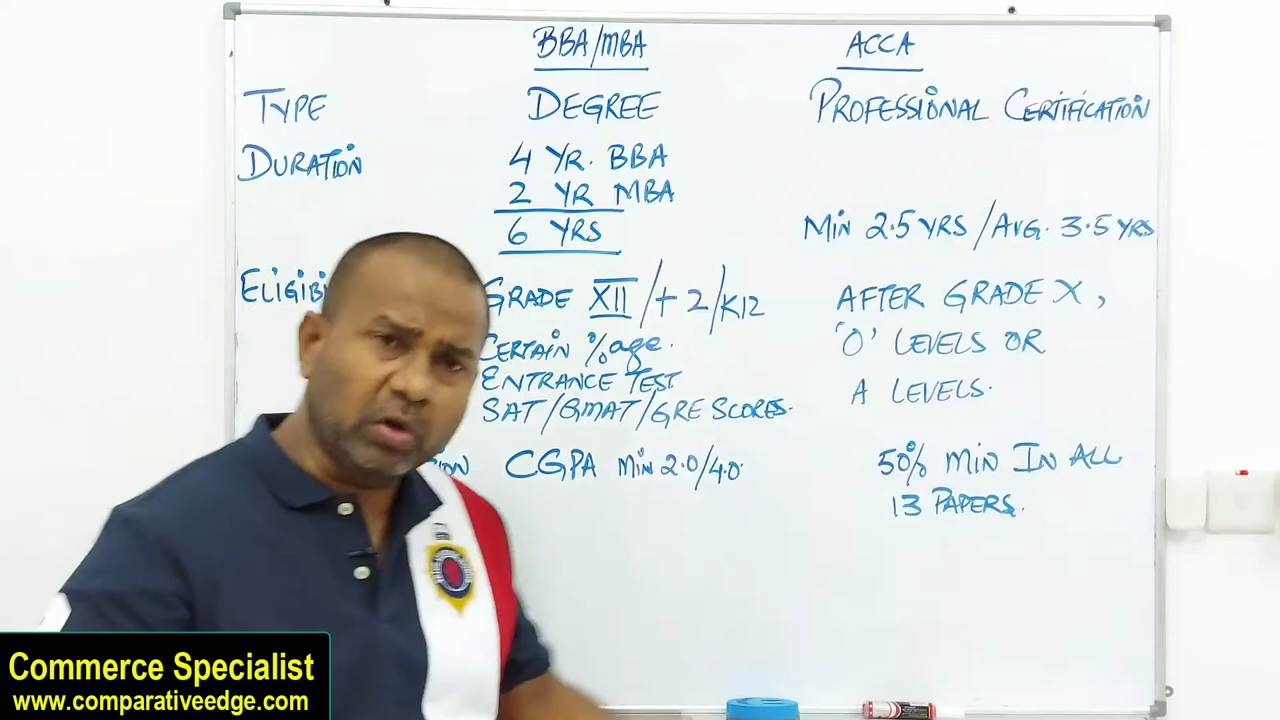 BBA/MBA ACCA
TYPE DEGREE PROFESSIONAL CERTIFICATION
DURATION 4 YR. BBA
2 YR MBA
6 YRS MIN 2.5 YRS/AVG. 3.5 YRS
GRADE XII/+2/K12 AFTER GRADE X,
CERTAIN %age. 'O' LEVELS OR
ENTRANCE TEST
SAT/GMAT/GRE SCORES. A LEVELS.
CGPA MIN 2.0/4.0 50% MIN IN ALL
13 PAPERS.
Commerce Specialist
www.comparativeedge.com